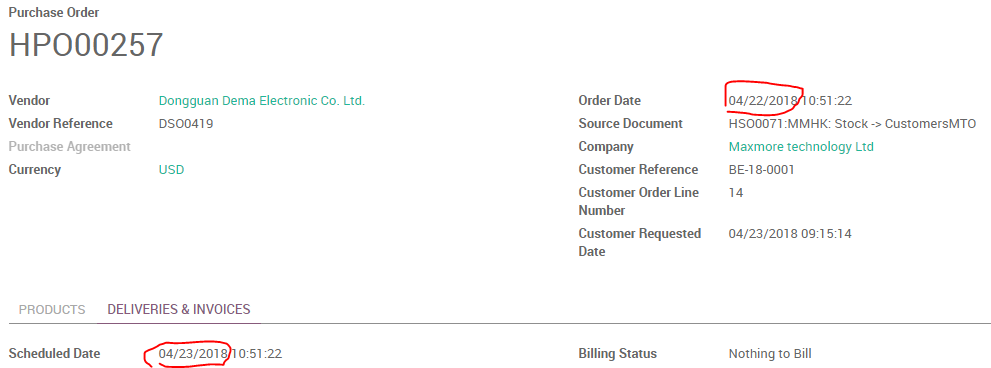 Purchase Order
HPO00257
Vendor Dongguan Dema Electronic Co. Ltd.
Vendor Reference DSO0419
Purchase Agreement
Currency USD
Order Date 04/22/2018 10:51:22
Source Document HSO0071:MMHK: Stock -> CustomersMTO
Company Maxmore technology Ltd
Customer Reference BE-18-0001
Customer Order Line 14
Number
Customer Requested 04/23/2018 09:15:14
Date
PRODUCTS DELIVERIES & INVOICES
Scheduled Date 04/23/2018 10:51:22
Billing Status Nothing to Bill